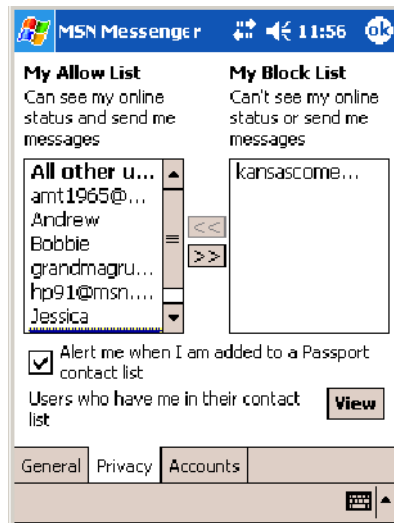 MSN Messenger 11:56 ok
My Allow List
Can see my online
status and send me
messages
My Block List
Can't see my online
status or send me
messages
All other u...
amt1965@...
Andrew
Bobbie
grandmagru...
hp91@msn....
Jessica
<<
>>
kansascome...
Alert me when I am added to a Passport
contact list
Users who have me in their contact
list
View
General Privacy Accounts